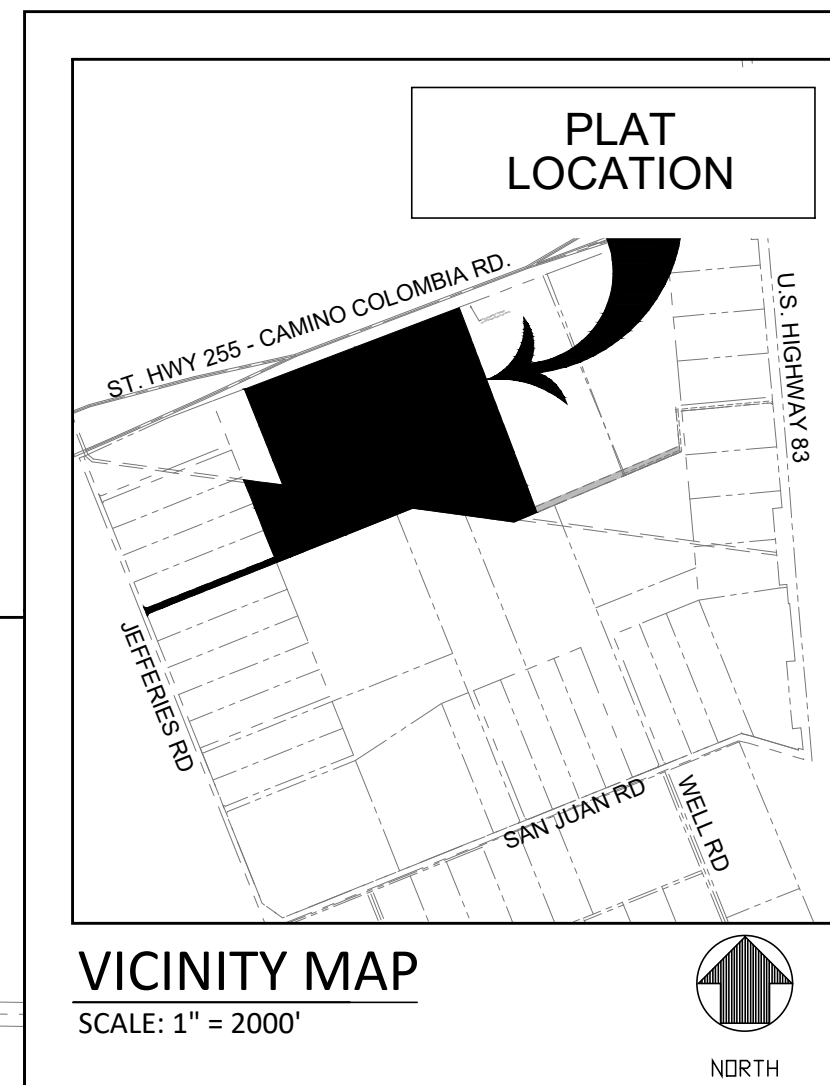 PLAT
LOCATION
ST. HWY 255 - CAMINO COLOMBIA RD.
U.S. HIGHWAY 83
JEFFERIES RD
SAN JUAN RD
WELL RD
VICINITY MAP
SCALE: 1" = 2000'
NORTH